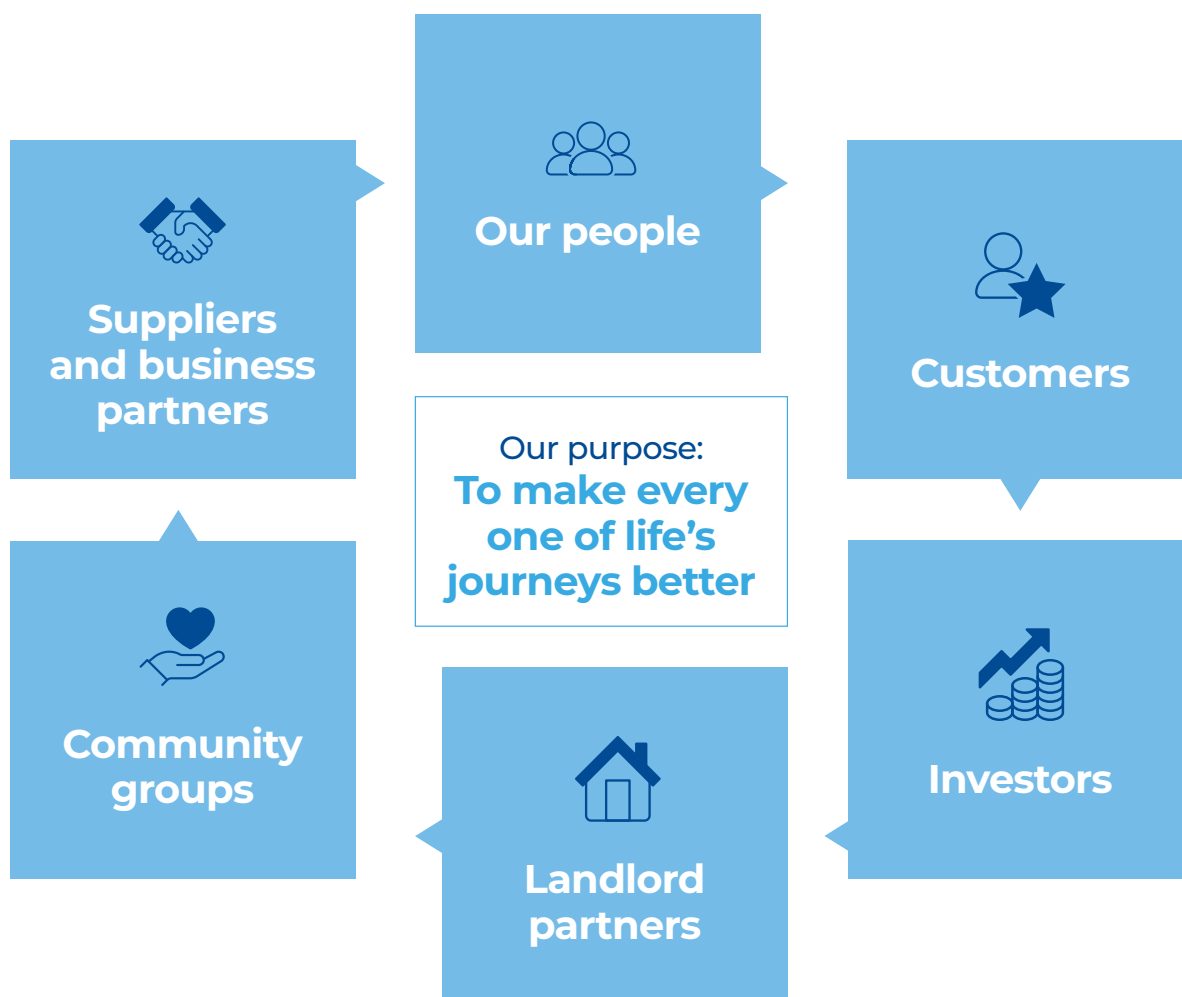 Our people
Suppliers
and business
partners
Customers
Our purpose:
To make every
one of life’s
journeys better
Community
groups
Investors
Landlord
partners